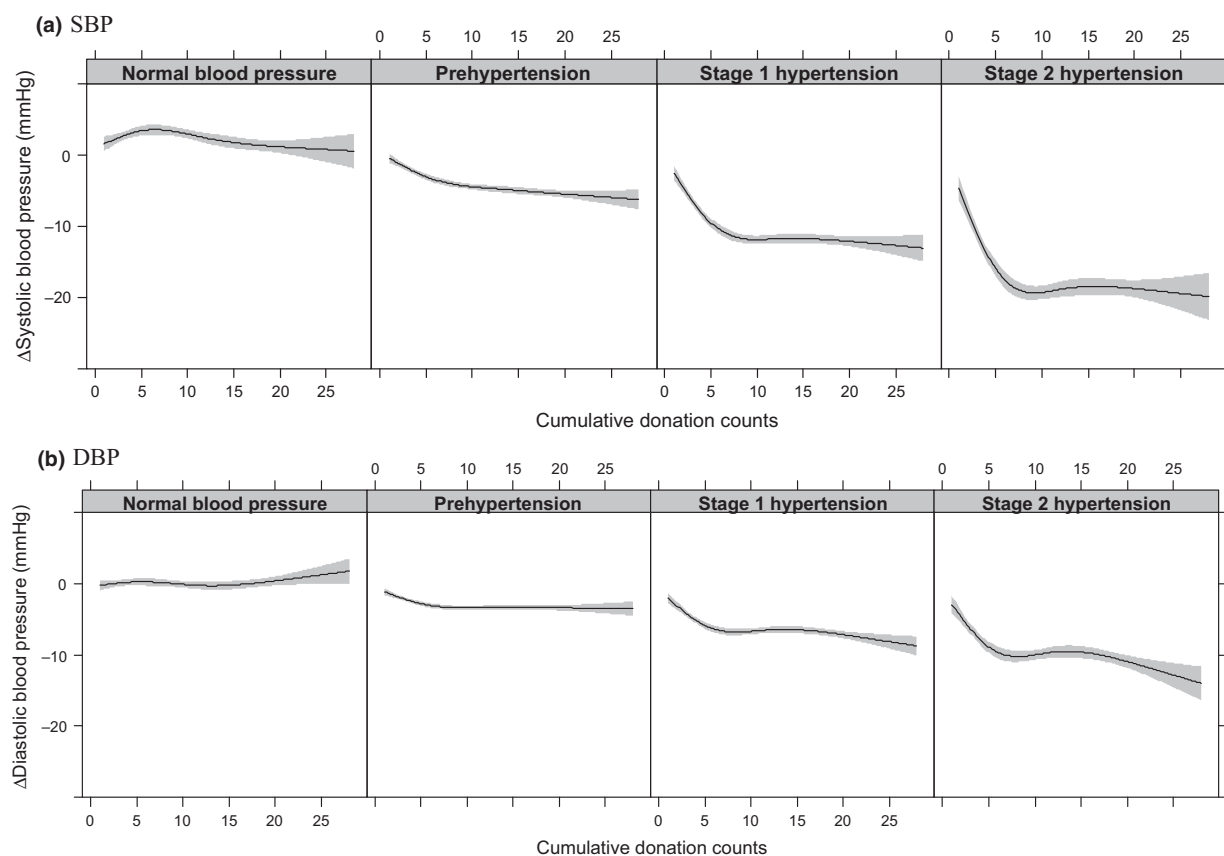 (a) SBP
0 5 10 15 20 25 0 5 10 15 20 25
Normal blood pressure Prehypertension Stage 1 hypertension Stage 2 hypertension
ΔSystolic blood pressure (mmHg)
0
−10
−20
0 5 10 15 20 25 0 5 10 15 20 25
Cumulative donation counts
(b) DBP
0 5 10 15 20 25 0 5 10 15 20 25
Normal blood pressure Prehypertension Stage 1 hypertension Stage 2 hypertension
ΔDiastolic blood pressure (mmHg)
0
−10
−20
0 5 10 15 20 25 0 5 10 15 20 25
Cumulative donation counts